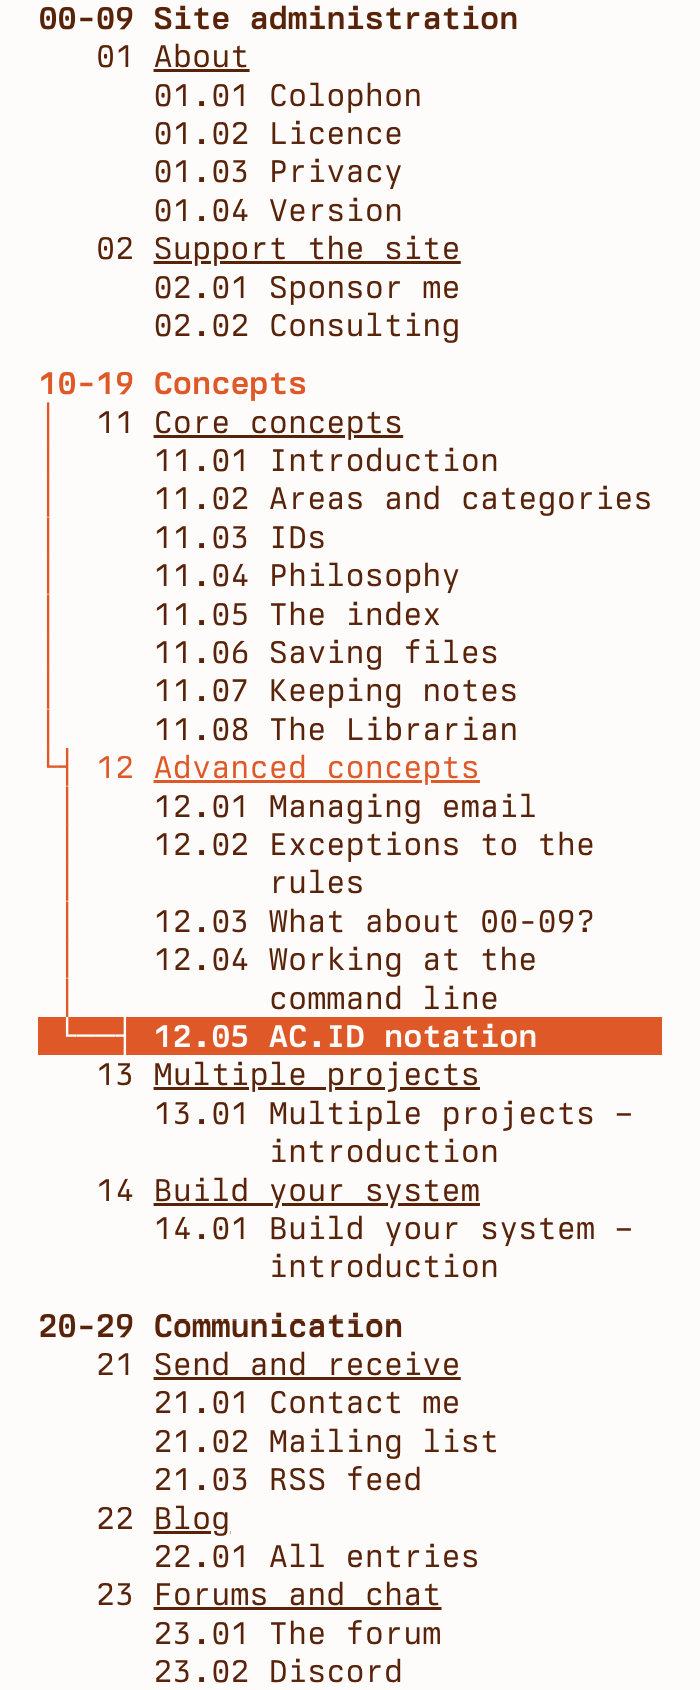 00-09 Site administration
01 About
01.01 Colophon
01.02 Licence
01.03 Privacy
01.04 Version
02 Support the site
02.01 Sponsor me
02.02 Consulting
10-19 Concepts
11 Core concepts
11.01 Introduction
11.02 Areas and categories
11.03 IDs
11.04 Philosophy
11.05 The index
11.06 Saving files
11.07 Keeping notes
11.08 The Librarian
12 Advanced concepts
12.01 Managing email
12.02 Exceptions to the
rules
12.03 What about 00-09?
12.04 Working at the
command line
12.05 AC.ID notation
13 Multiple projects
13.01 Multiple projects –
introduction
14 Build your system
14.01 Build your system –
introduction
20-29 Communication
21 Send and receive
21.01 Contact me
21.02 Mailing list
21.03 RSS feed
22 Blog
22.01 All entries
23 Forums and chat
23.01 The forum
23.02 Discord